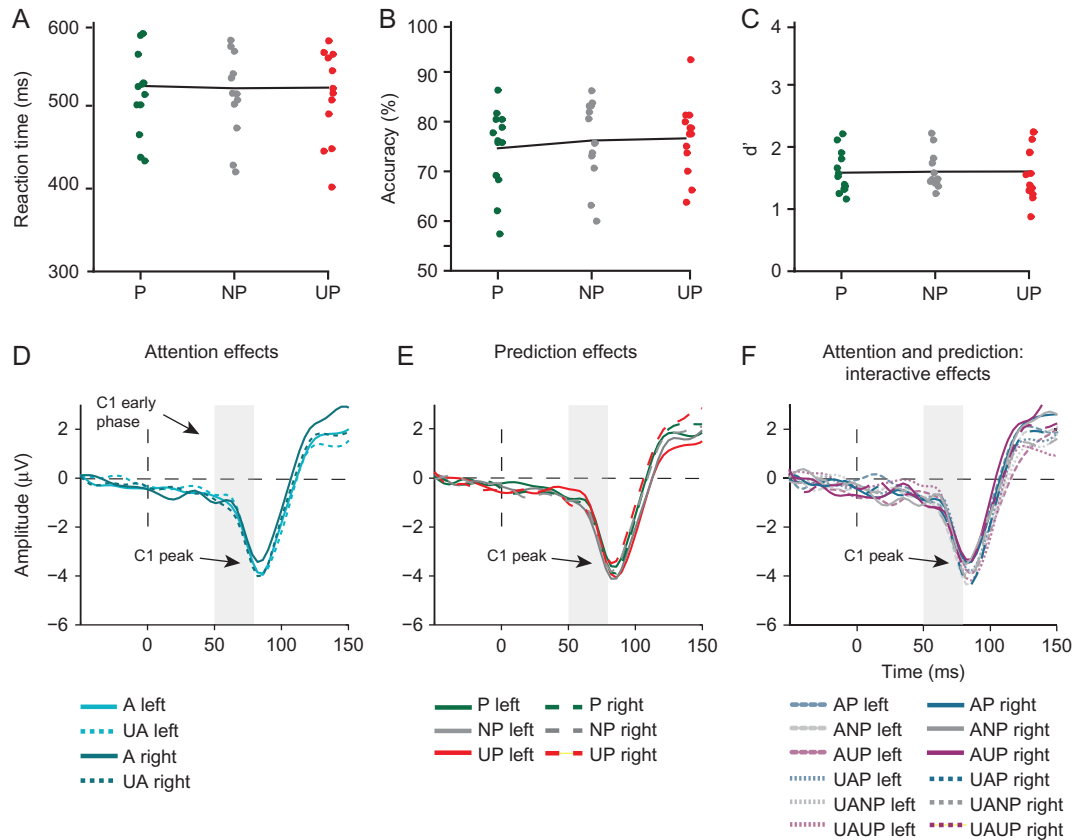 A
Reaction time (ms)
600
500
400
300
P NP UP
B
Accuracy (%)
100
90
80
70
60
50
P NP UP
C
d'
4
3
2
1
0
P NP UP
D
Attention effects
Amplitude (µV)
2
0
−2
−4
−6
C1 early
phase
C1 peak
0 50 100 150
A left
UA left
A right
UA right
E
Prediction effects
2
0
−2
−4
−6
C1 peak
0 50 100 150
P left P right
NP left NP right
UP left UP right
F
Attention and prediction:
interactive effects
2
0
−2
−4
−6
C1 peak
0 50 100 150
Time (ms)
AP left AP right
ANP left ANP right
AUP left AUP right
UAP left UAP right
UANP left UANP right
UAUP left UAUP right